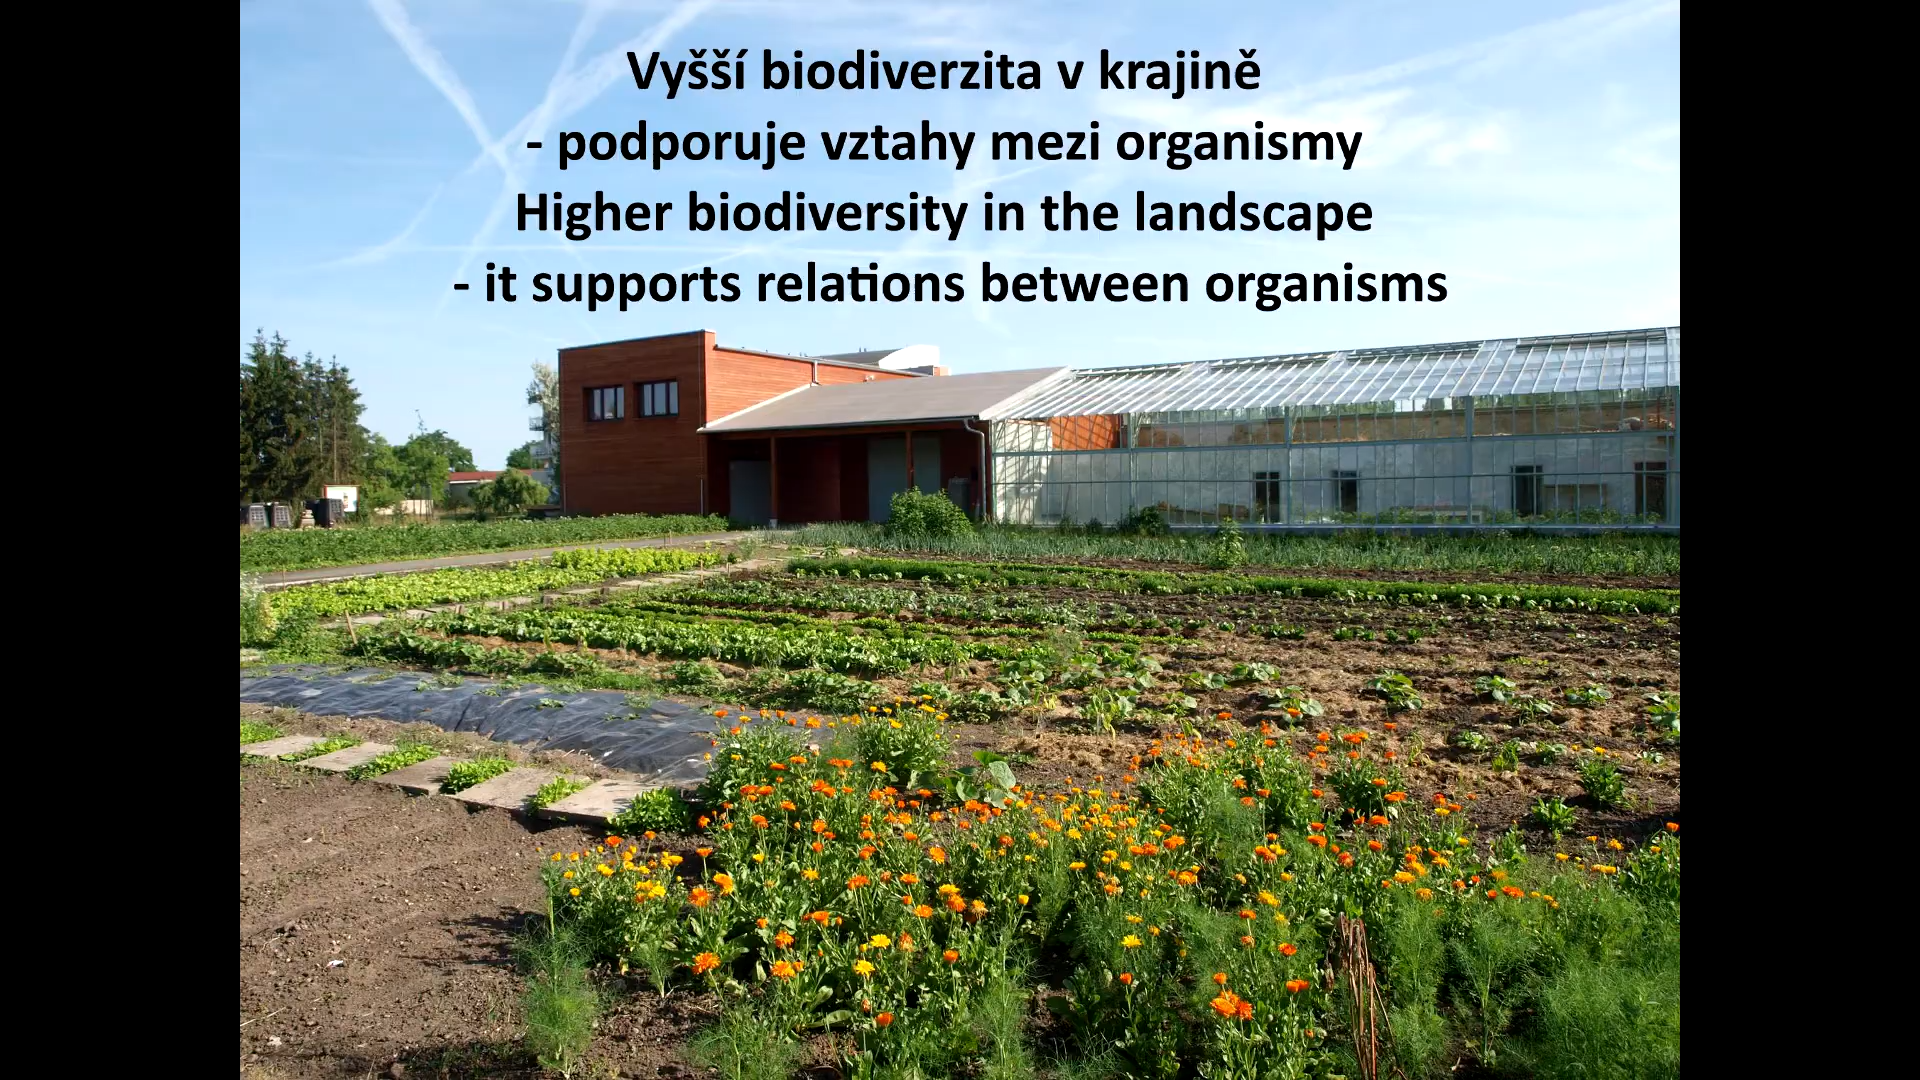 Vyšší biodiverzita v krajině
- podporuje vztahy mezi organismy
Higher biodiversity in the landscape
- it supports relations between organisms